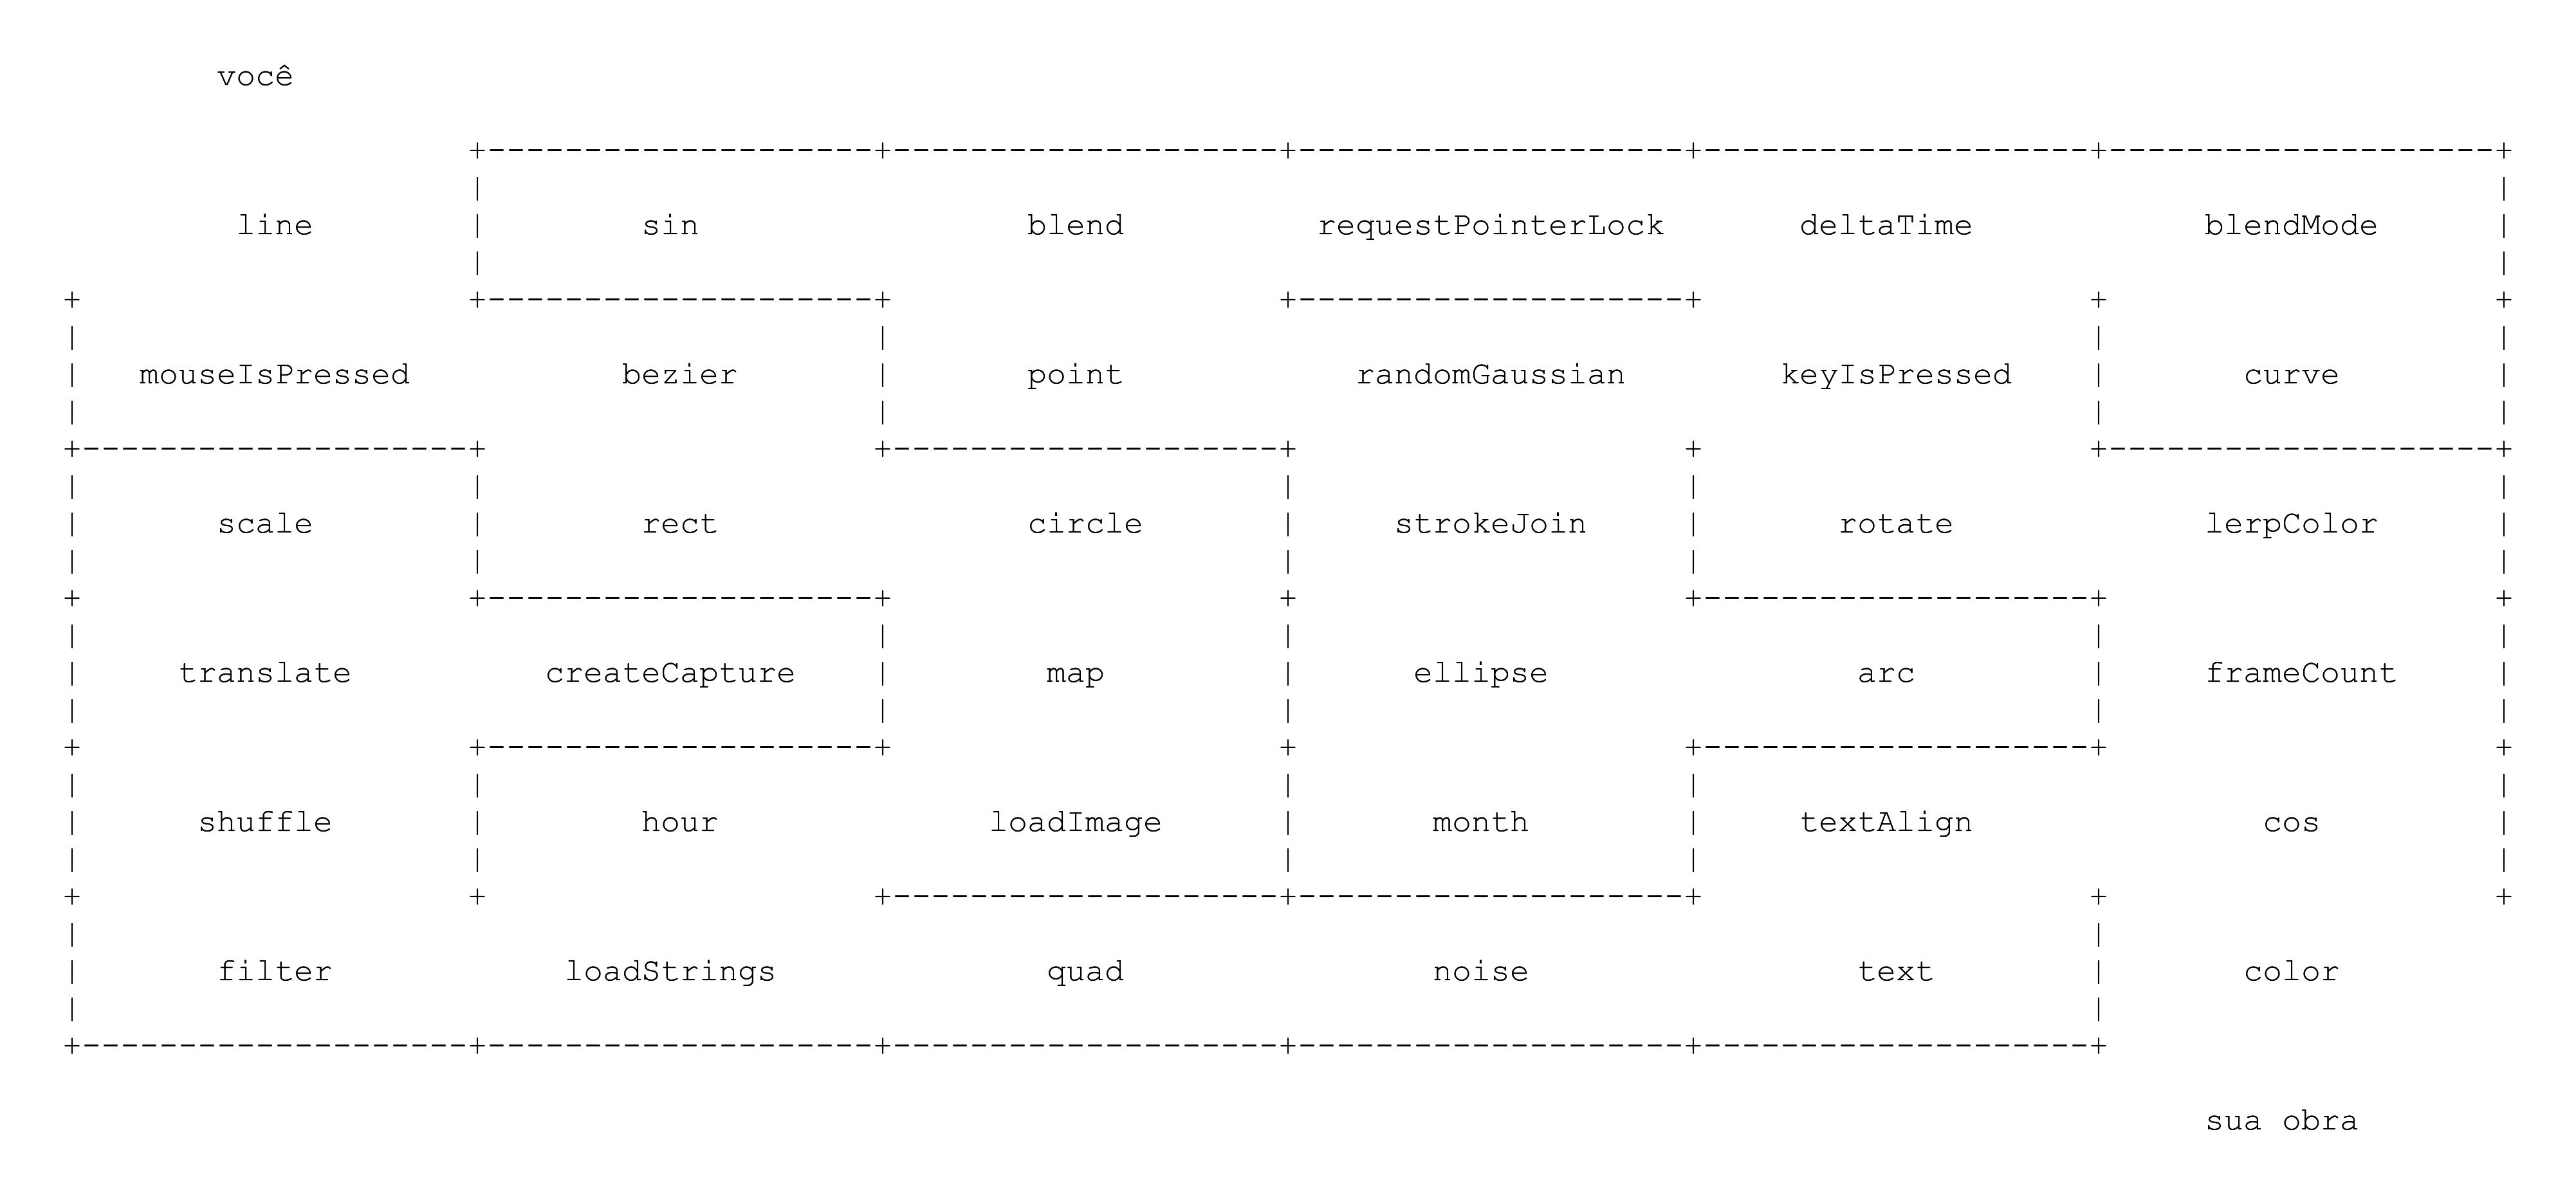 você
line sin blend requestPointerLock deltaTime blendMode
mouseIsPressed bezier point randomGaussian keyIsPressed curve
scale rect circle strokeJoin rotate lerpColor
translate createCapture map ellipse arc frameCount
shuffle hour loadImage month textAlign cos
filter loadStrings quad noise text color
sua obra